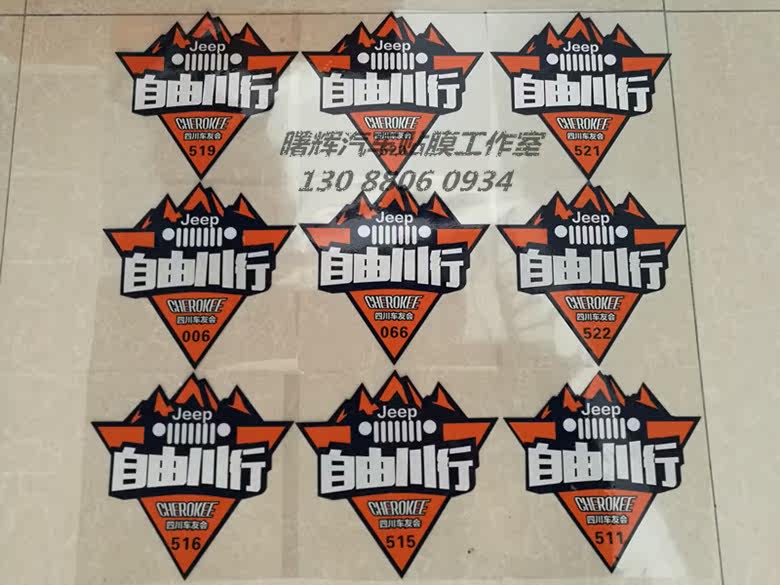 Jeep
自由川行
CHEROKEE
四川车友会
519
Jeep
自由川行
CHEROKEE
四川车友会
520
Jeep
自由川行
CHEROKEE
四川车友会
521
曙辉汽车贴膜工作室
130 8806 0934
Jeep
自由川行
CHEROKEE
四川车友会
006
Jeep
自由川行
CHEROKEE
四川车友会
066
Jeep
自由川行
CHEROKEE
四川车友会
522
Jeep
自由川行
CHEROKEE
四川车友会
516
Jeep
自由川行
CHEROKEE
四川车友会
515
Jeep
自由川行
CHEROKEE
四川车友会
511